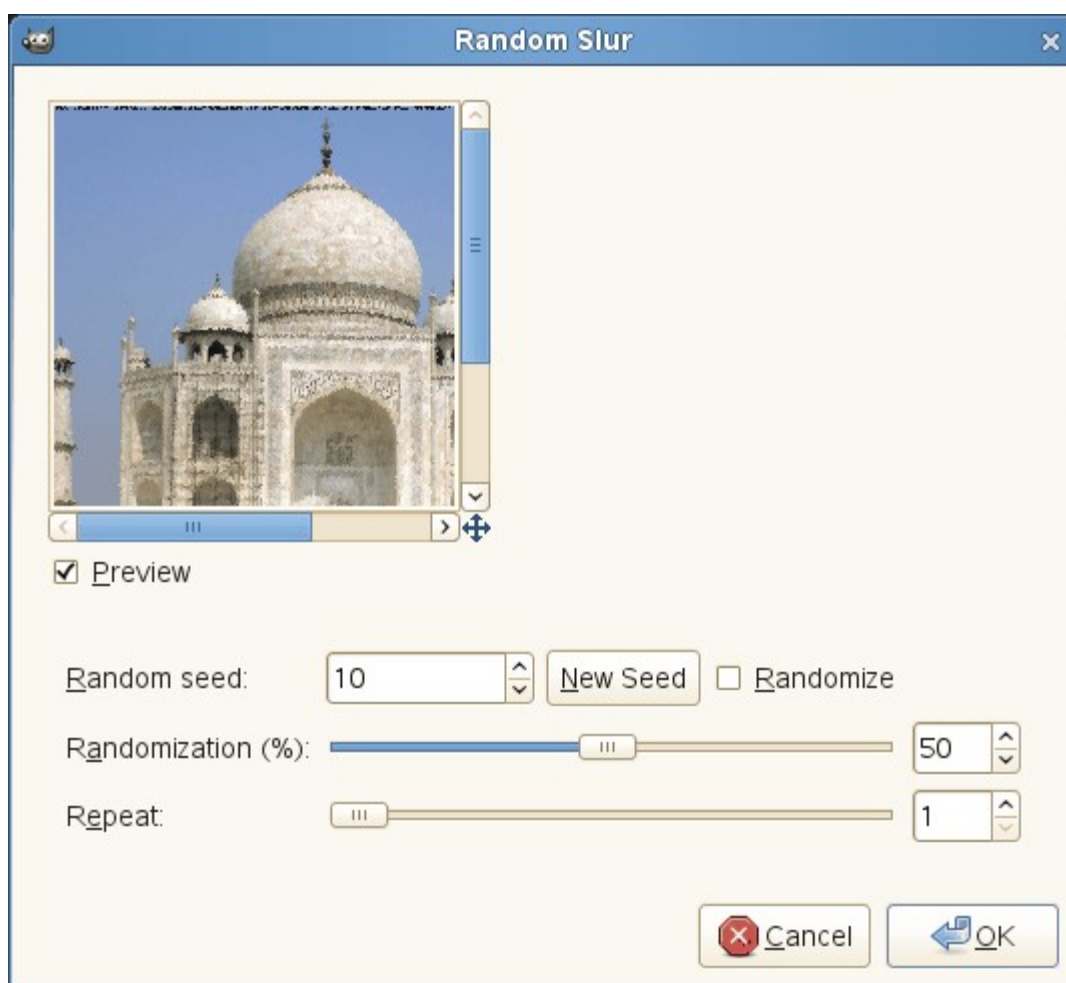 Random Slur
Preview
Random seed: 10 New Seed Randomize
Randomization (%): 50
Repeat: 1
Cancel OK